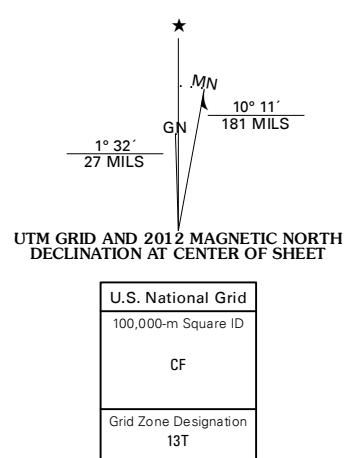 ★
MN
GN
10° 11´
181 MILS
1° 32´
27 MILS
UTM GRID AND 2012 MAGNETIC NORTH
DECLINATION AT CENTER OF SHEET
U.S. National Grid
100,000-m Square ID
CF
Grid Zone Designation
13T